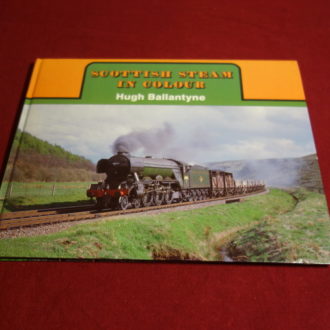 SCOTTISH STEAM
IN COLOUR
Hugh Ballantyne